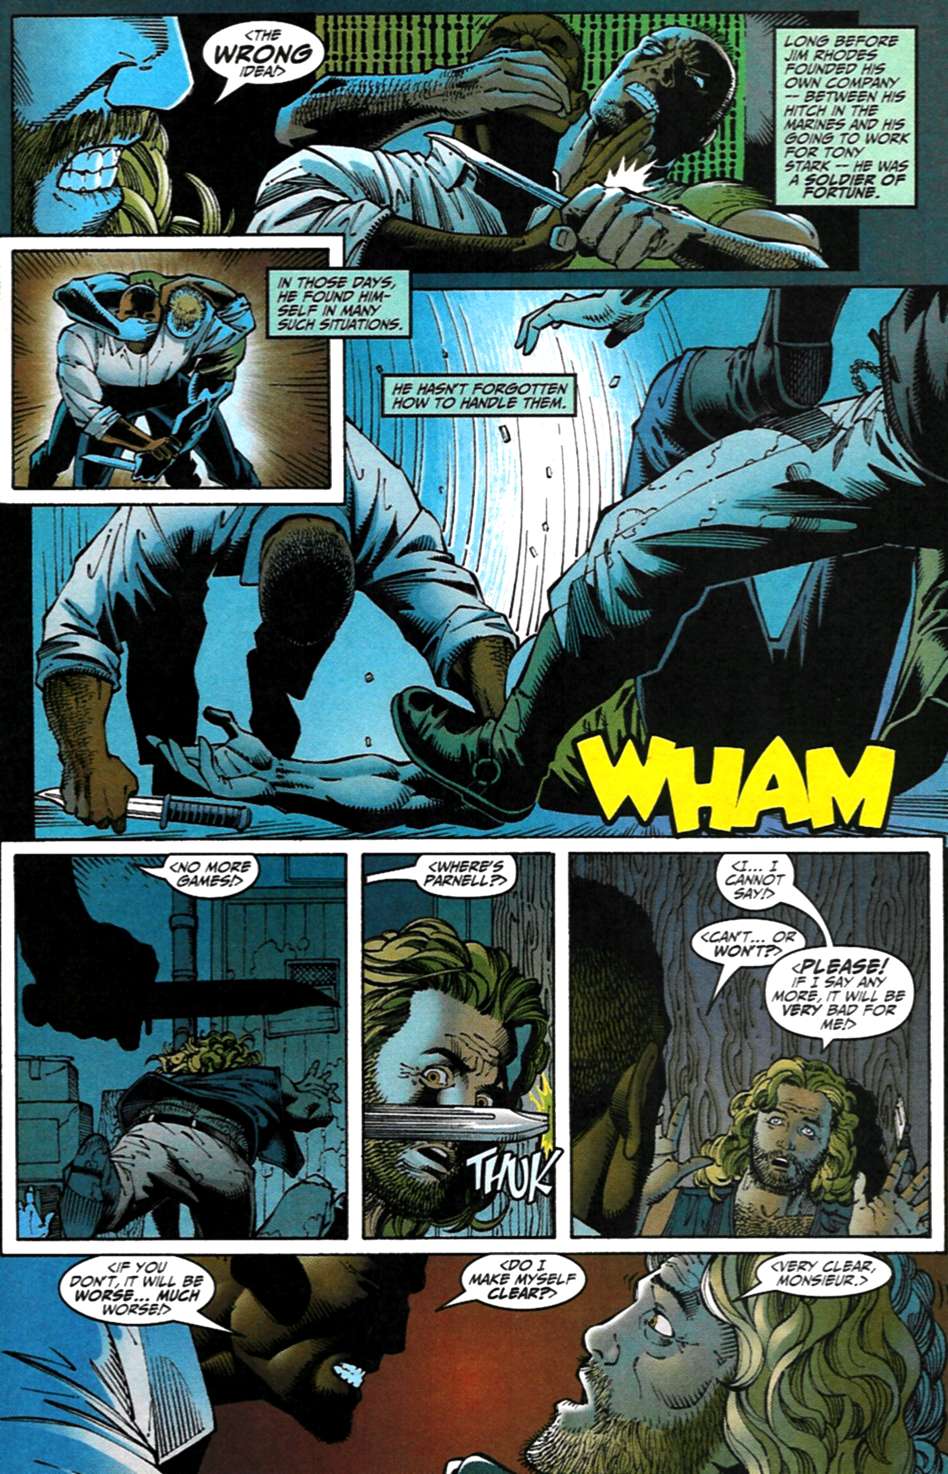 <THE
WRONG
IDEA!>
LONG BEFORE
JIM RHODES
FOUNDED HIS
OWN COMPANY
-- BETWEEN HIS
HITCH IN THE
MARINES AND HIS
GOING TO WORK
FOR TONY
STARK -- HE WAS
A SOLDIER OF
FORTUNE.
IN THOSE DAYS,
HE FOUND HIM-
SELF IN MANY
SUCH SITUATIONS.
HE HASN'T FORGOTTEN
HOW TO HANDLE THEM.
WHAM
<NO MORE
GAMES!>
<WHERE'S
PARNELL?>
THUK
<I... I
CANNOT
SAY!>
<CAN'T... OR
WON'T?>
<PLEASE!
IF I SAY ANY
MORE, IT WILL BE
VERY BAD FOR
ME!>
<IF YOU
DON'T, IT WILL BE
WORSE... MUCH
WORSE!>
<DO I
MAKE MYSELF
CLEAR?>
<VERY CLEAR,
MONSIEUR.>